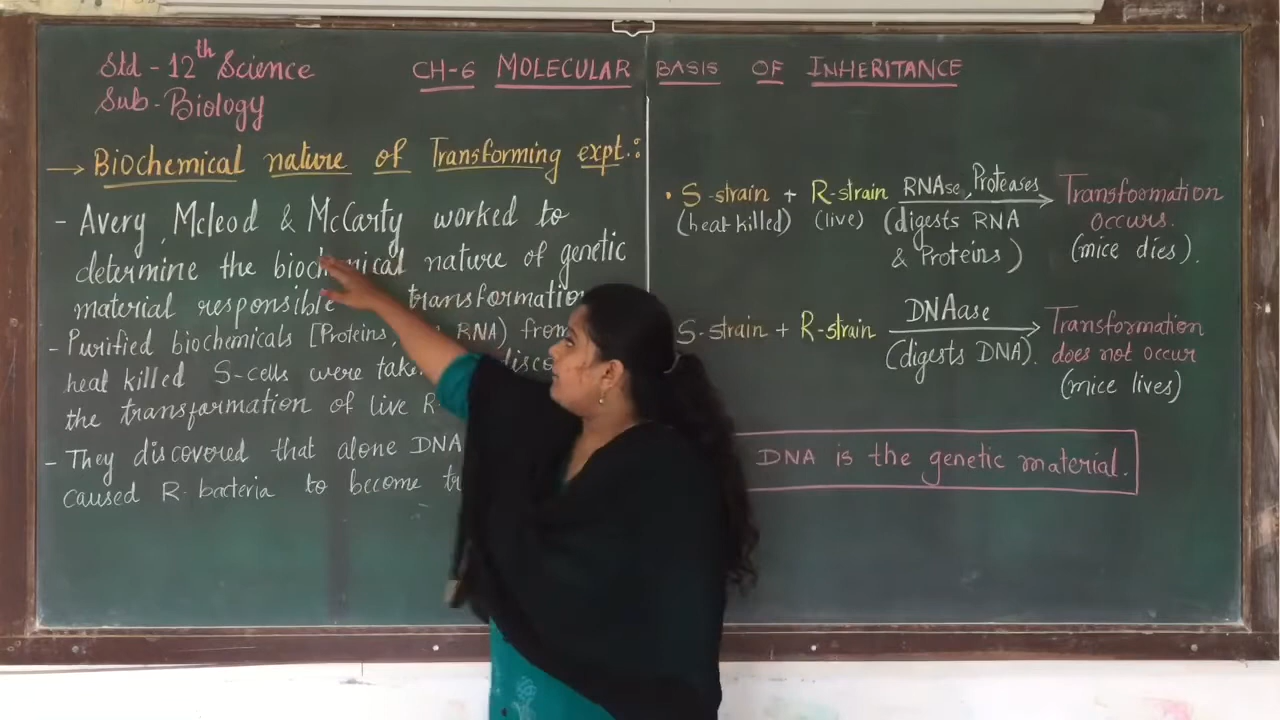 Std - 12th Science
Sub- Biology
CH-6 MOLECULAR BASIS OF INHERITANCE
→ Biochemical nature of Transforming expt.:
- Avery, Mcleod & McCarty worked to
determine the biochemical nature of genetic
material responsible transformation
- Purified biochemicals [Proteins, RNA) from
heat killed S-cells were
the transformation of live R-
- They discovered that alone DNA
caused R-bacteria to become
• S-strain + R-strain RNAse, Proteases Transformation
(heat killed) (live) (digests RNA occurs.
& Proteins) (mice dies).
S-strain + R-strain DNAase Transformation
(digests DNA). does not occur
(mice lives)
DNA is the genetic material.